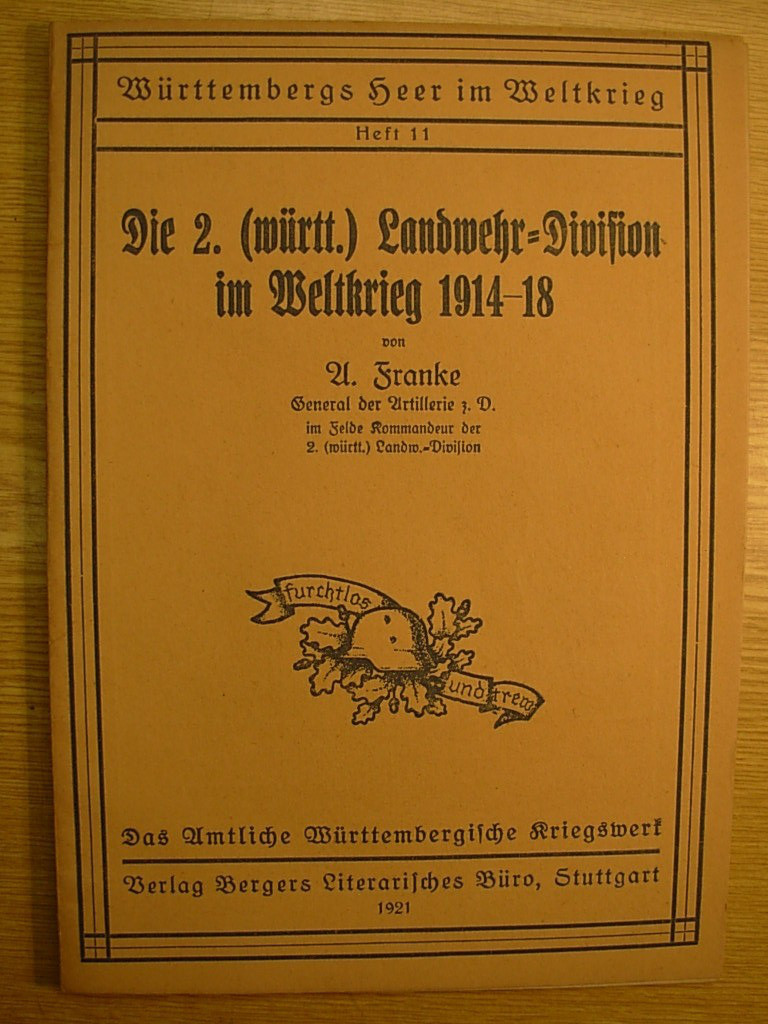 Württembergs Heer im Weltkrieg
Heft 11
Die 2. (württ.) Landwehr=Division
im Weltkrieg 1914–18
von
A. Franke
General der Artillerie z. D.
im Felde Kommandeur der
2. (württ.) Landw.-Division
furchtlos
und treu
Das Amtliche Württembergische Kriegswerk
Verlag Bergers Literarisches Büro, Stuttgart
1921